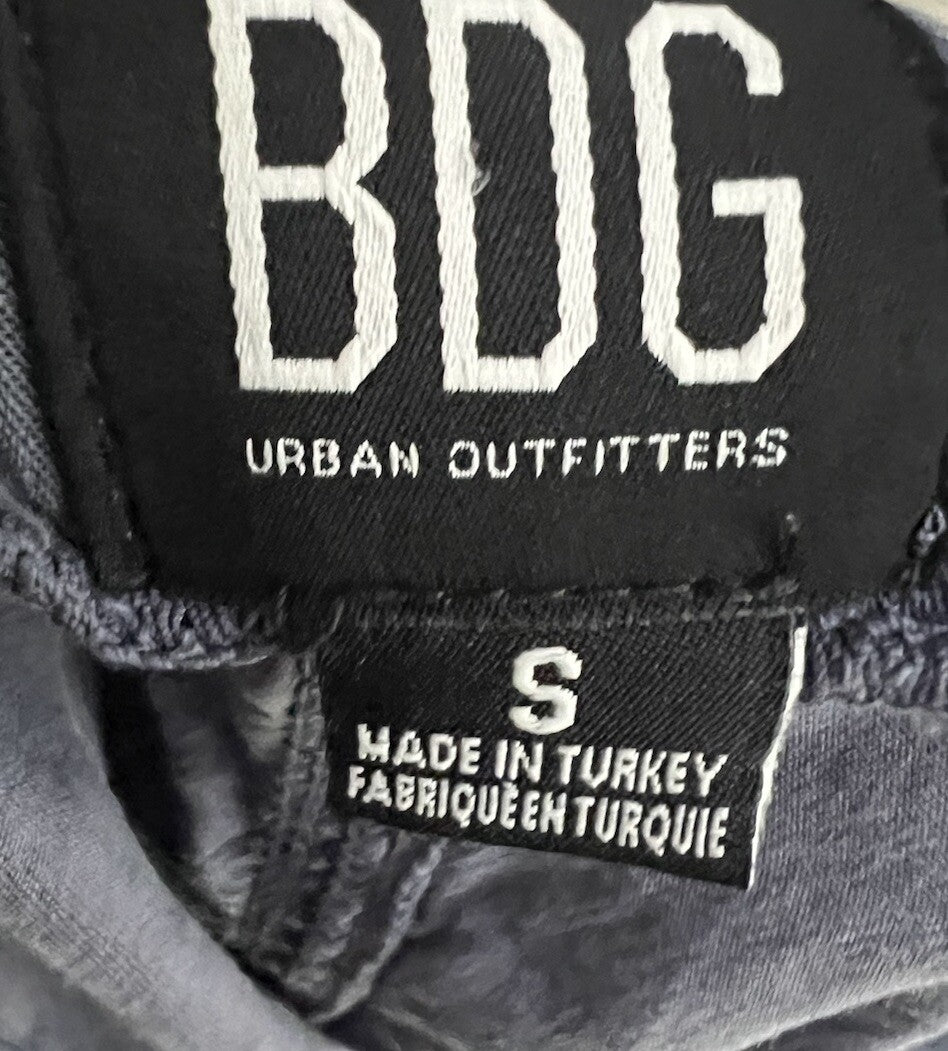 BDG
URBAN OUTFITTERS
S
MADE IN TURKEY
FABRIQUÉ EN TURQUIE